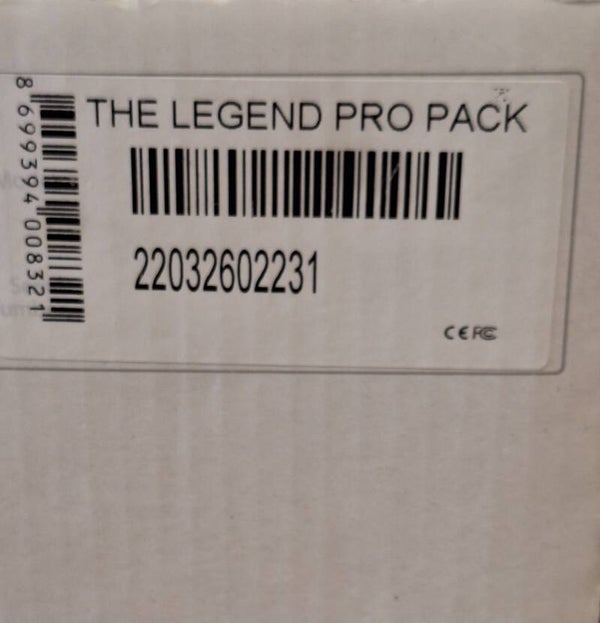 THE LEGEND PRO PACK
22032602231
8 699394 008321
CE FC